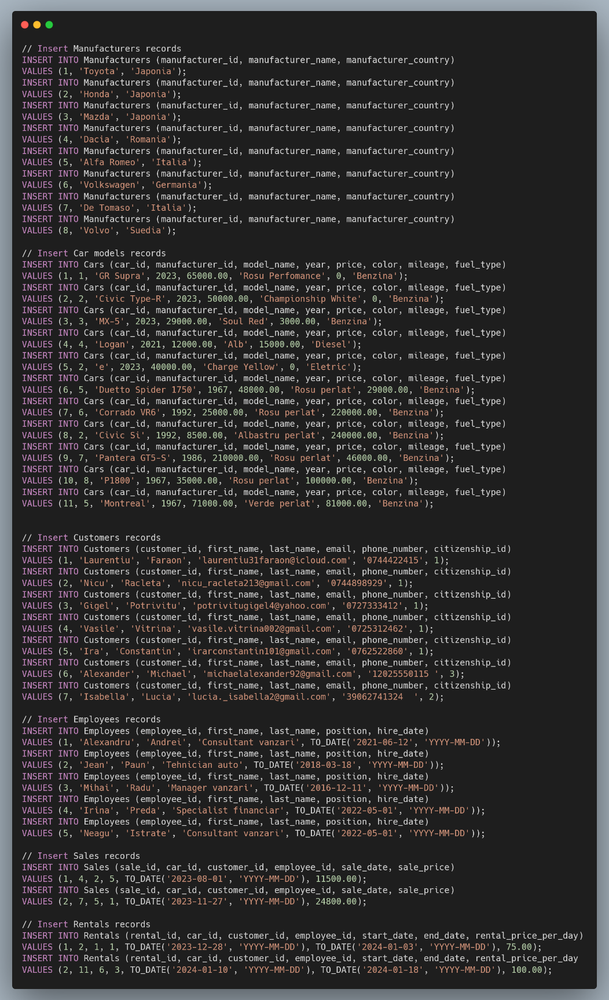 // Insert Manufacturers records
INSERT INTO Manufacturers (manufacturer_id, manufacturer_name, manufacturer_country)
VALUES (1, 'Toyota', 'Japonia');
INSERT INTO Manufacturers (manufacturer_id, manufacturer_name, manufacturer_country)
VALUES (2, 'Honda', 'Japonia');
INSERT INTO Manufacturers (manufacturer_id, manufacturer_name, manufacturer_country)
VALUES (3, 'Mazda', 'Japonia');
INSERT INTO Manufacturers (manufacturer_id, manufacturer_name, manufacturer_country)
VALUES (4, 'Dacia', 'Romania');
INSERT INTO Manufacturers (manufacturer_id, manufacturer_name, manufacturer_country)
VALUES (5, 'Alfa Romeo', 'Italia');
INSERT INTO Manufacturers (manufacturer_id, manufacturer_name, manufacturer_country)
VALUES (6, 'Volkswagen', 'Germania');
INSERT INTO Manufacturers (manufacturer_id, manufacturer_name, manufacturer_country)
VALUES (7, 'De Tomaso', 'Italia');
INSERT INTO Manufacturers (manufacturer_id, manufacturer_name, manufacturer_country)
VALUES (8, 'Volvo', 'Suedia');

// Insert Car models records
INSERT INTO Cars (car_id, manufacturer_id, model_name, year, price, color, mileage, fuel_type)
VALUES (1, 1, 'GR Supra', 2023, 65000.00, 'Rosu Perfomance', 0, 'Benzina');
INSERT INTO Cars (car_id, manufacturer_id, model_name, year, price, color, mileage, fuel_type)
VALUES (2, 2, 'Civic Type-R', 2023, 50000.00, 'Championship White', 0, 'Benzina');
INSERT INTO Cars (car_id, manufacturer_id, model_name, year, price, color, mileage, fuel_type)
VALUES (3, 3, 'MX-5', 2023, 29000.00, 'Soul Red', 3000.00, 'Benzina');
INSERT INTO Cars (car_id, manufacturer_id, model_name, year, price, color, mileage, fuel_type)
VALUES (4, 4, 'Logan', 2021, 12000.00, 'Alb', 15000.00, 'Diesel');
INSERT INTO Cars (car_id, manufacturer_id, model_name, year, price, color, mileage, fuel_type)
VALUES (5, 2, 'e', 2023, 40000.00, 'Charge Yellow', 0, 'Eletric');
INSERT INTO Cars (car_id, manufacturer_id, model_name, year, price, color, mileage, fuel_type)
VALUES (6, 5, 'Duetto Spider 1750', 1967, 48000.00, 'Rosu perlat', 29000.00, 'Benzina');
INSERT INTO Cars (car_id, manufacturer_id, model_name, year, price, color, mileage, fuel_type)
VALUES (7, 6, 'Corrado VR6', 1992, 25000.00, 'Rosu perlat', 220000.00, 'Benzina');
INSERT INTO Cars (car_id, manufacturer_id, model_name, year, price, color, mileage, fuel_type)
VALUES (8, 2, 'Civic Si', 1992, 8500.00, 'Albastru perlat', 240000.00, 'Benzina');
INSERT INTO Cars (car_id, manufacturer_id, model_name, year, price, color, mileage, fuel_type)
VALUES (9, 7, 'Pantera GT5-S', 1986, 210000.00, 'Rosu perlat', 46000.00, 'Benzina');
INSERT INTO Cars (car_id, manufacturer_id, model_name, year, price, color, mileage, fuel_type)
VALUES (10, 8, 'P1800', 1967, 35000.00, 'Rosu perlat', 100000.00, 'Benzina');
INSERT INTO Cars (car_id, manufacturer_id, model_name, year, price, color, mileage, fuel_type)
VALUES (11, 5, 'Montreal', 1967, 71000.00, 'Verde perlat', 81000.00, 'Benzina');

// Insert Customers records
INSERT INTO Customers (customer_id, first_name, last_name, email, phone_number, citizenship_id)
VALUES (1, 'Laurentiu', 'Faraon', 'laurentiu31faraon@icloud.com', '0744422415', 1);
INSERT INTO Customers (customer_id, first_name, last_name, email, phone_number, citizenship_id)
VALUES (2, 'Nicu', 'Racleta', 'nicu_racleta213@gmail.com', '0744898929', 1);
INSERT INTO Customers (customer_id, first_name, last_name, email, phone_number, citizenship_id)
VALUES (3, 'Gigel', 'Potrivitu', 'potrivitugigel4@yahoo.com', '0727333412', 1);
INSERT INTO Customers (customer_id, first_name, last_name, email, phone_number, citizenship_id)
VALUES (4, 'Vasile', 'Vitrina', 'vasile.vitrina002@gmail.com', '0725312462', 1);
INSERT INTO Customers (customer_id, first_name, last_name, email, phone_number, citizenship_id)
VALUES (5, 'Ira', 'Constantin', 'irarconstantin101@gmail.com', '0762522860', 1);
INSERT INTO Customers (customer_id, first_name, last_name, email, phone_number, citizenship_id)
VALUES (6, 'Alexander', 'Michael', 'michaelalexander92@gmail.com', '12025550115 ', 3);
INSERT INTO Customers (customer_id, first_name, last_name, email, phone_number, citizenship_id)
VALUES (7, 'Isabella', 'Lucia', 'lucia._isabella2@gmail.com', '39062741324  ', 2);

// Insert Employees records
INSERT INTO Employees (employee_id, first_name, last_name, position, hire_date)
VALUES (1, 'Alexandru', 'Andrei', 'Consultant vanzari', TO_DATE('2021-06-12', 'YYYY-MM-DD'));
INSERT INTO Employees (employee_id, first_name, last_name, position, hire_date)
VALUES (2, 'Jean', 'Paun', 'Tehnician auto', TO_DATE('2018-03-18', 'YYYY-MM-DD'));
INSERT INTO Employees (employee_id, first_name, last_name, position, hire_date)
VALUES (3, 'Mihai', 'Radu', 'Manager vanzari', TO_DATE('2016-12-11', 'YYYY-MM-DD'));
INSERT INTO Employees (employee_id, first_name, last_name, position, hire_date)
VALUES (4, 'Irina', 'Preda', 'Specialist financiar', TO_DATE('2022-05-01', 'YYYY-MM-DD'));
INSERT INTO Employees (employee_id, first_name, last_name, position, hire_date)
VALUES (5, 'Neagu', 'Istrate', 'Consultant vanzari', TO_DATE('2022-05-01', 'YYYY-MM-DD'));

// Insert Sales records
INSERT INTO Sales (sale_id, car_id, customer_id, employee_id, sale_date, sale_price)
VALUES (1, 4, 2, 5, TO_DATE('2023-08-01', 'YYYY-MM-DD'), 11500.00);
INSERT INTO Sales (sale_id, car_id, customer_id, employee_id, sale_date, sale_price)
VALUES (2, 7, 5, 1, TO_DATE('2023-11-27', 'YYYY-MM-DD'), 24800.00);

// Insert Rentals records
INSERT INTO Rentals (rental_id, car_id, customer_id, employee_id, start_date, end_date, rental_price_per_day)
VALUES (1, 2, 1, 1, TO_DATE('2023-12-28', 'YYYY-MM-DD'), TO_DATE('2024-01-03', 'YYYY-MM-DD'), 75.00);
INSERT INTO Rentals (rental_id, car_id, customer_id, employee_id, start_date, end_date, rental_price_per_day
VALUES (2, 11, 6, 3, TO_DATE('2024-01-10', 'YYYY-MM-DD'), TO_DATE('2024-01-18', 'YYYY-MM-DD'), 100.00);